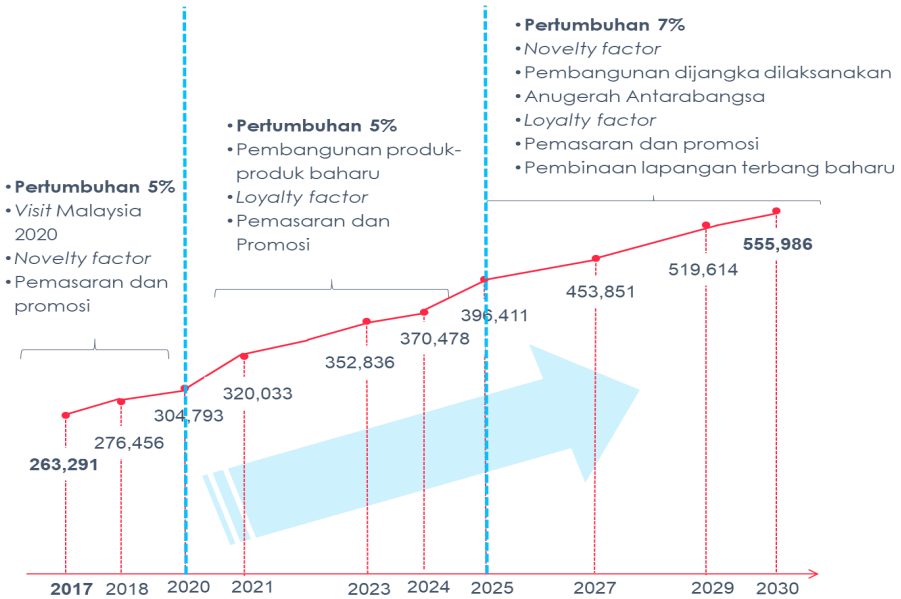 • Pertumbuhan 5%
• Visit Malaysia
2020
• Novelty factor
• Pemasaran dan
promosi
• Pertumbuhan 5%
• Pembangunan produk-
produk baharu
• Loyalty factor
• Pemasaran dan
Promosi
• Pertumbuhan 7%
• Novelty factor
• Pembangunan dijangka dilaksanakan
• Anugerah Antarabangsa
• Loyalty factor
• Pemasaran dan promosi
• Pembinaan lapangan terbang baharu
263,291
276,456
304,793
320,033
352,836
370,478
396,411
453,851
519,614
555,986
2017
2018
2020
2021
2023
2024
2025
2027
2029
2030